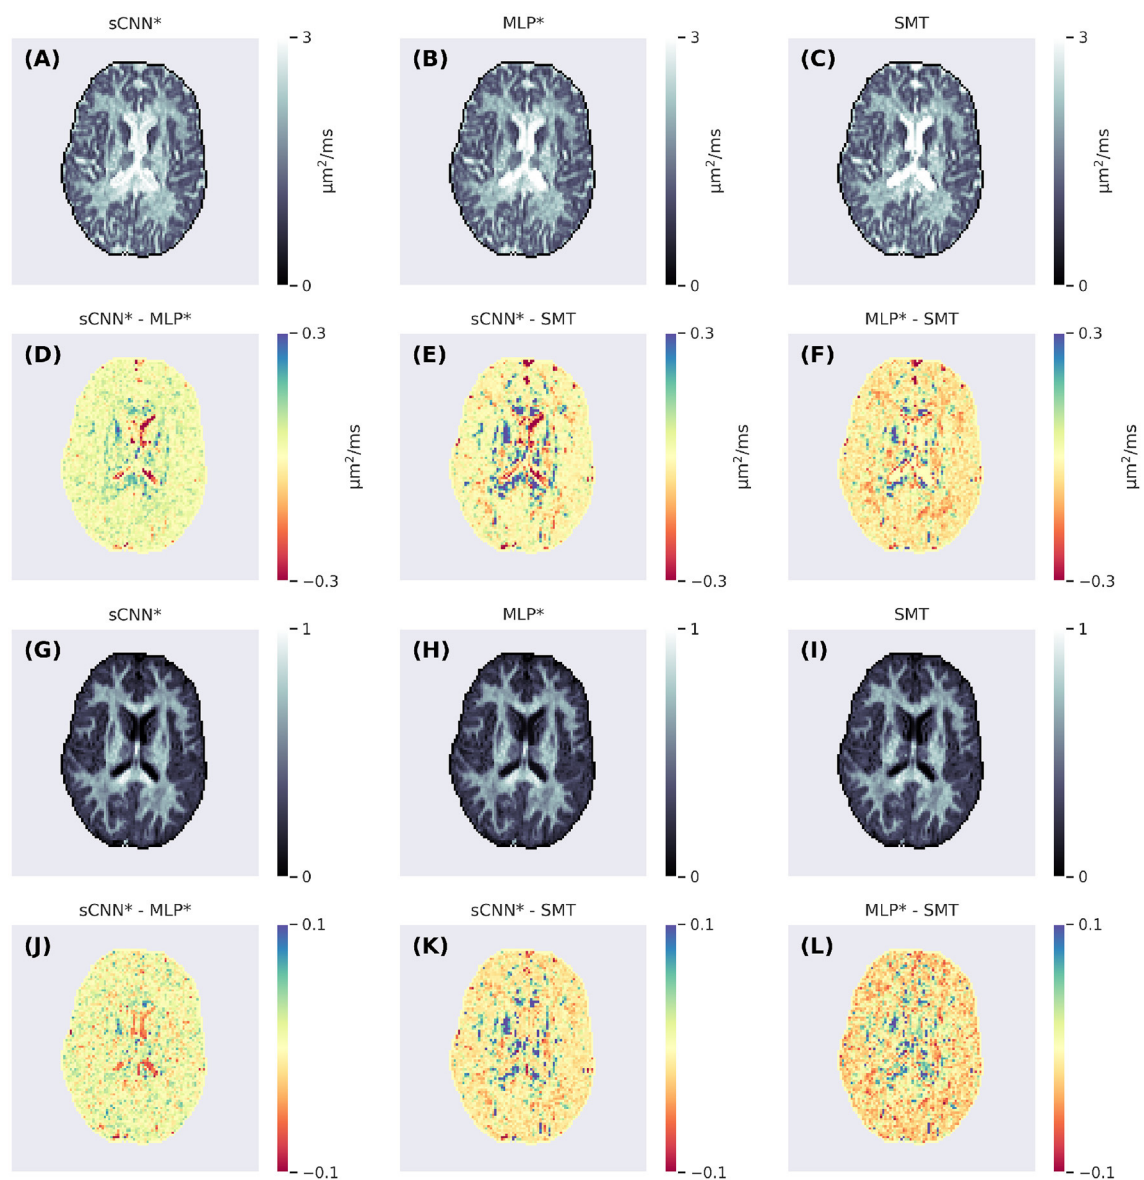 sCNN* MLP* SMT
(A) 3 (B) 3 (C) 3
μm²/ms μm²/ms μm²/ms
0 0 0
sCNN* - MLP* sCNN* - SMT MLP* - SMT
(D) 0.3 (E) 0.3 (F) 0.3
μm²/ms μm²/ms μm²/ms
−0.3 −0.3 −0.3
sCNN* MLP* SMT
(G) 1 (H) 1 (I) 1
0 0 0
sCNN* - MLP* sCNN* - SMT MLP* - SMT
(J) 0.1 (K) 0.1 (L) 0.1
−0.1 −0.1 −0.1